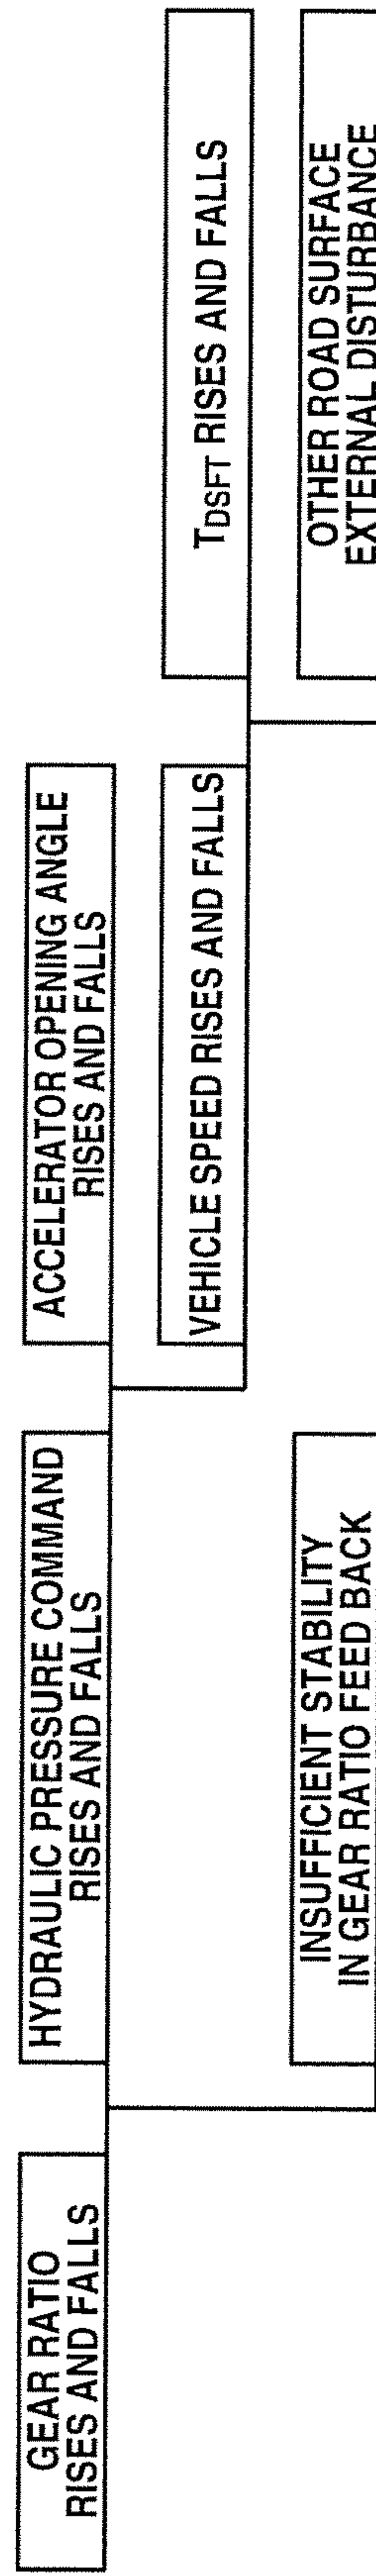 GEAR RATIO
RISES AND FALLS
HYDRAULIC PRESSURE COMMAND
RISES AND FALLS
ACCELERATOR OPENING ANGLE
RISES AND FALLS
VEHICLE SPEED RISES AND FALLS
TDSFT RISES AND FALLS
INSUFFICIENT STABILITY
IN GEAR RATIO FEED BACK
OTHER ROAD SURFACE
EXTERNAL DISTURBANCE